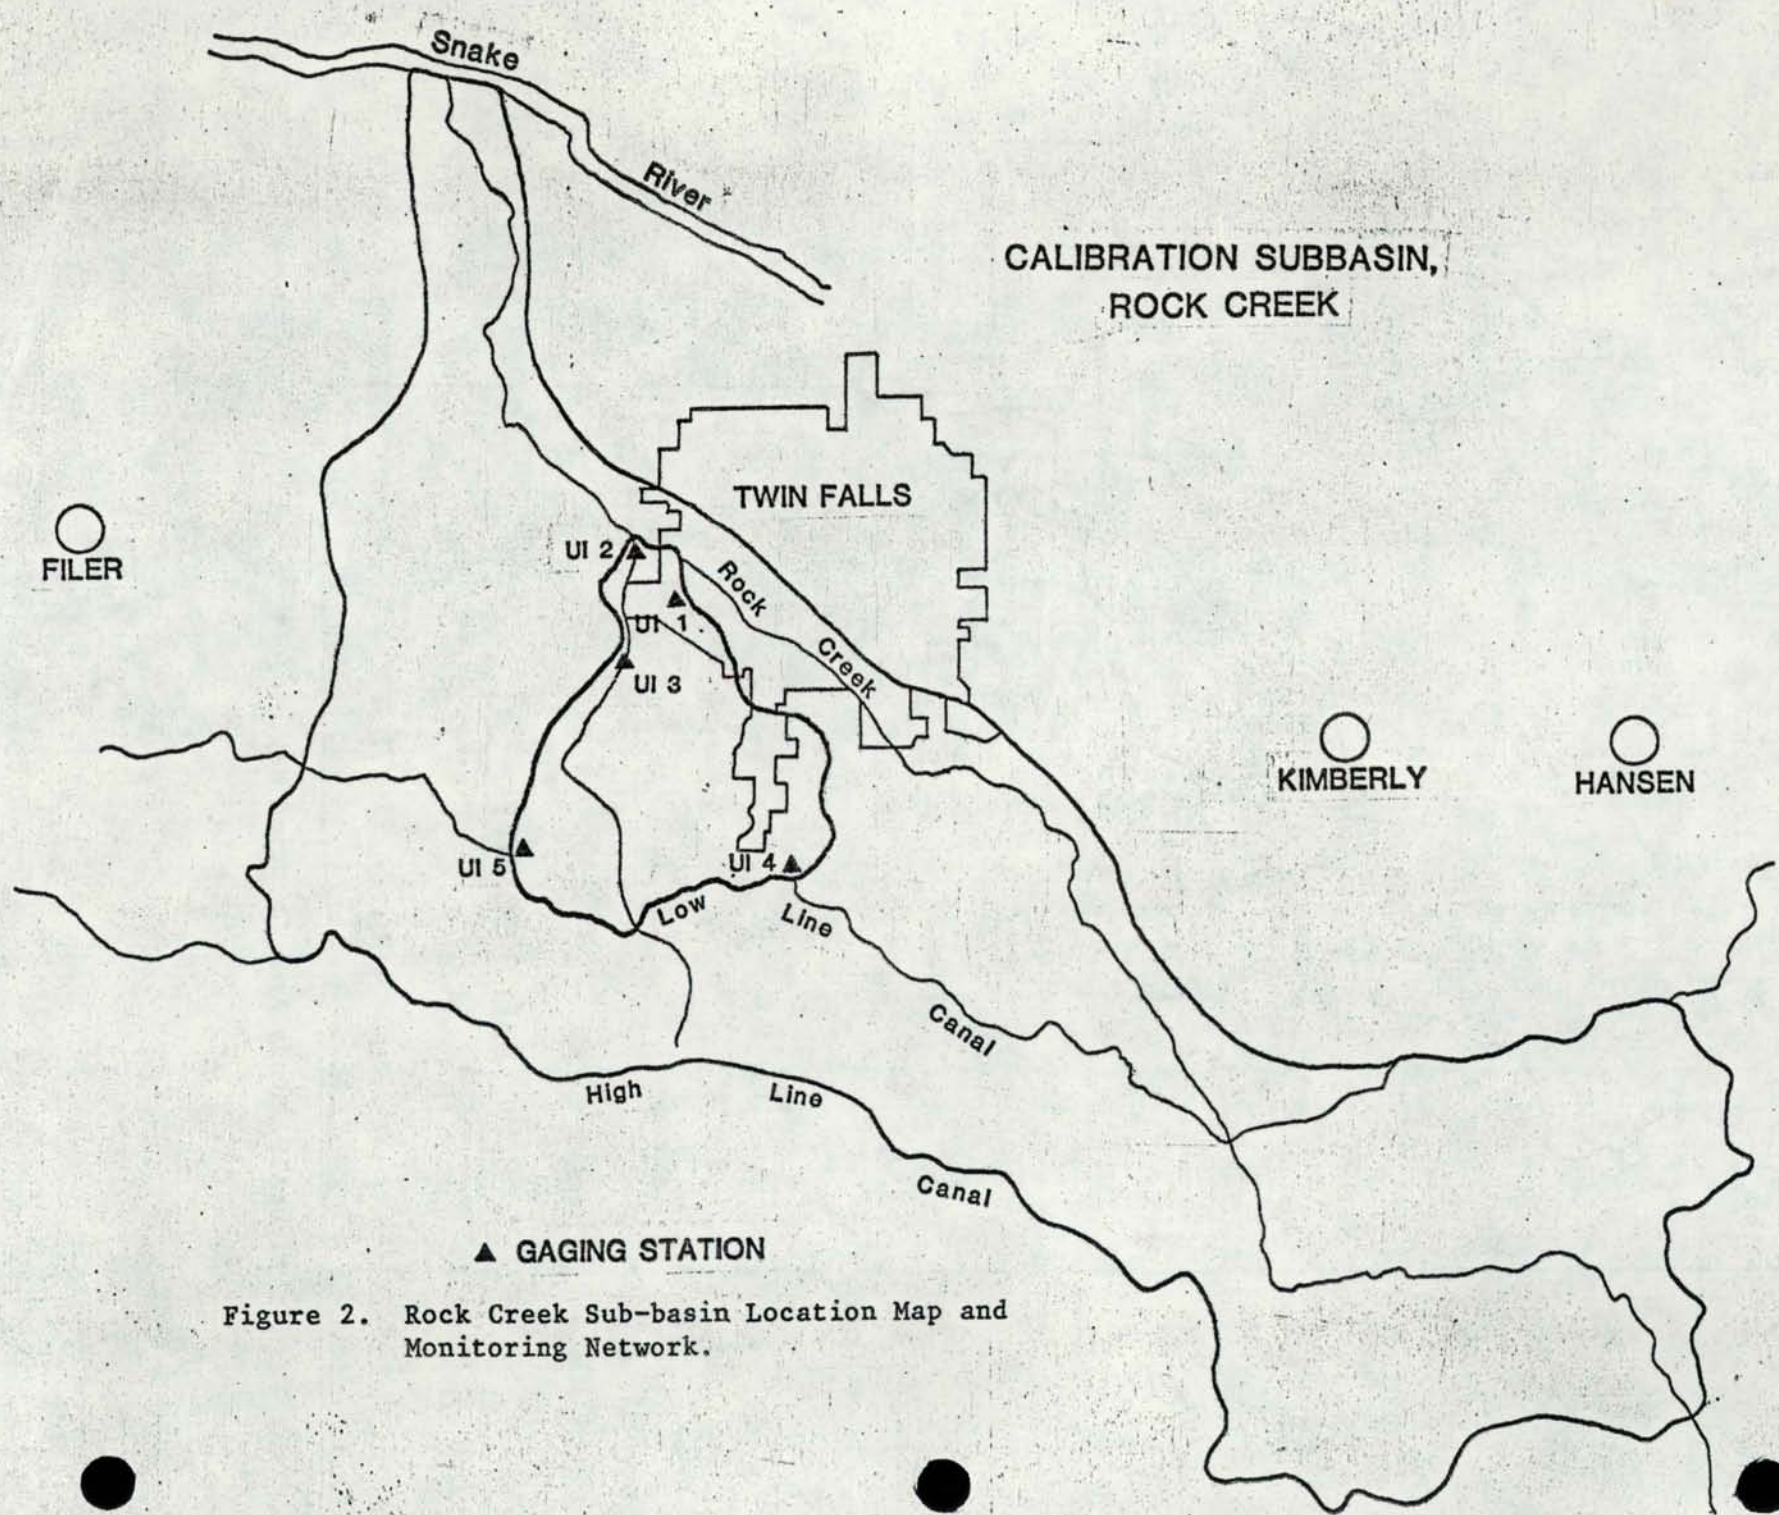 Snake
River
CALIBRATION SUBBASIN,
ROCK CREEK
TWIN FALLS
FILER
UI 2
Rock
UI 1
Creek
UI 3
KIMBERLY
HANSEN
UI 5
UI 4
Low
Line
Canal
High
Line
Canal
▲ GAGING STATION
Figure 2. Rock Creek Sub-basin Location Map and
Monitoring Network.